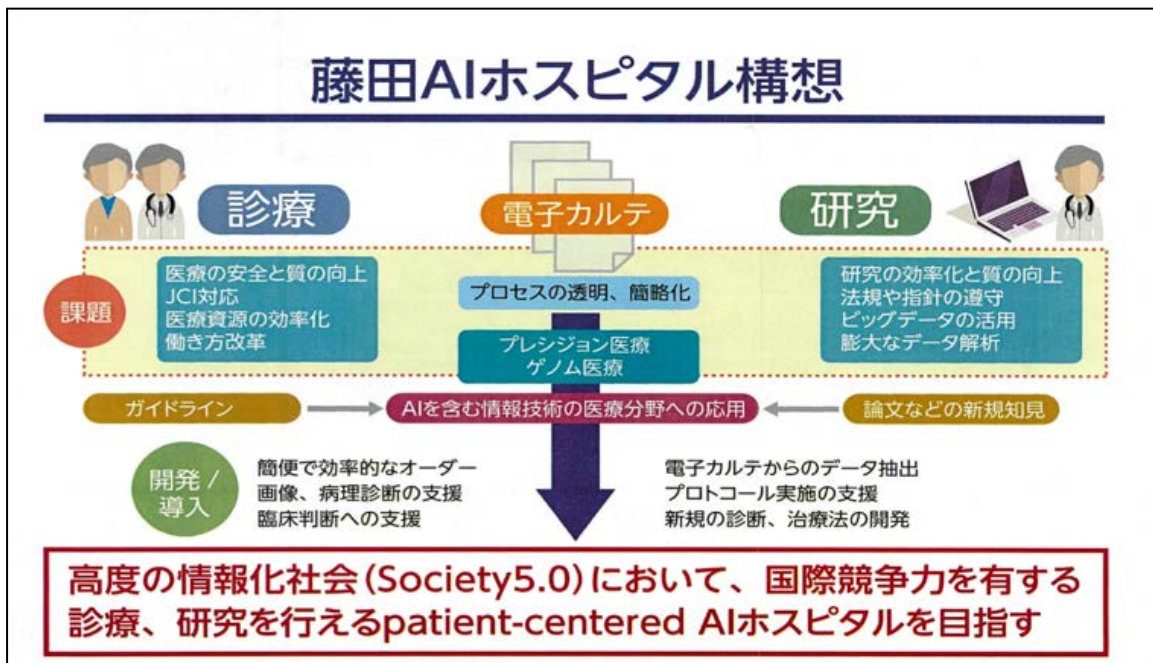 藤田AIホスピタル構想
診療
電子カルテ
研究
課題
医療の安全と質の向上
JCI対応
医療資源の効率化
働き方改革
プロセスの透明、簡略化
プレシジョン医療
ゲノム医療
研究の効率化と質の向上
法規や指針の遵守
ビッグデータの活用
膨大なデータ解析
ガイドライン
AIを含む情報技術の医療分野への応用
論文などの新規知見
開発/
導入
簡便で効率的なオーダー
画像、病理診断の支援
臨床判断への支援
電子カルテからのデータ抽出
プロトコール実施の支援
新規の診断、治療法の開発
高度の情報化社会(Society5.0)において、国際競争力を有する
診療、研究を行えるpatient-centered AIホスピタルを目指す